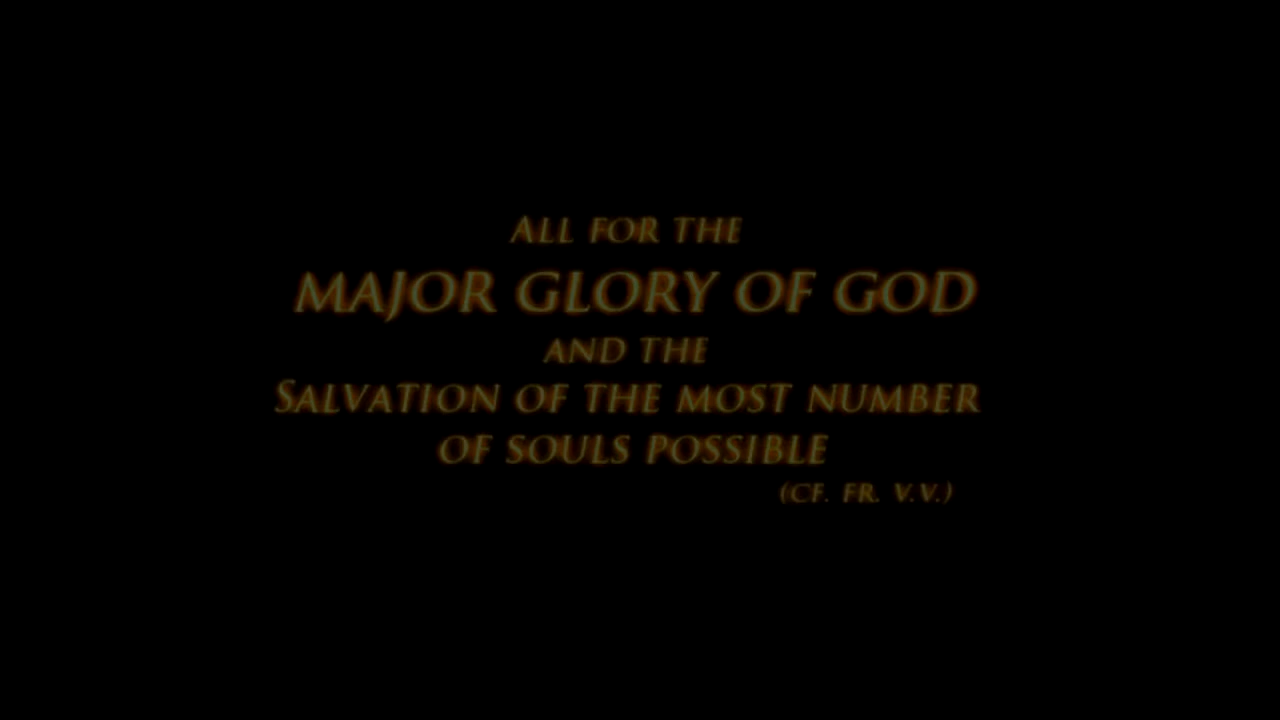 ALL FOR THE
MAJOR GLORY OF GOD
AND THE
SALVATION OF THE MOST NUMBER
OF SOULS POSSIBLE
(CF. FR. V.V.)